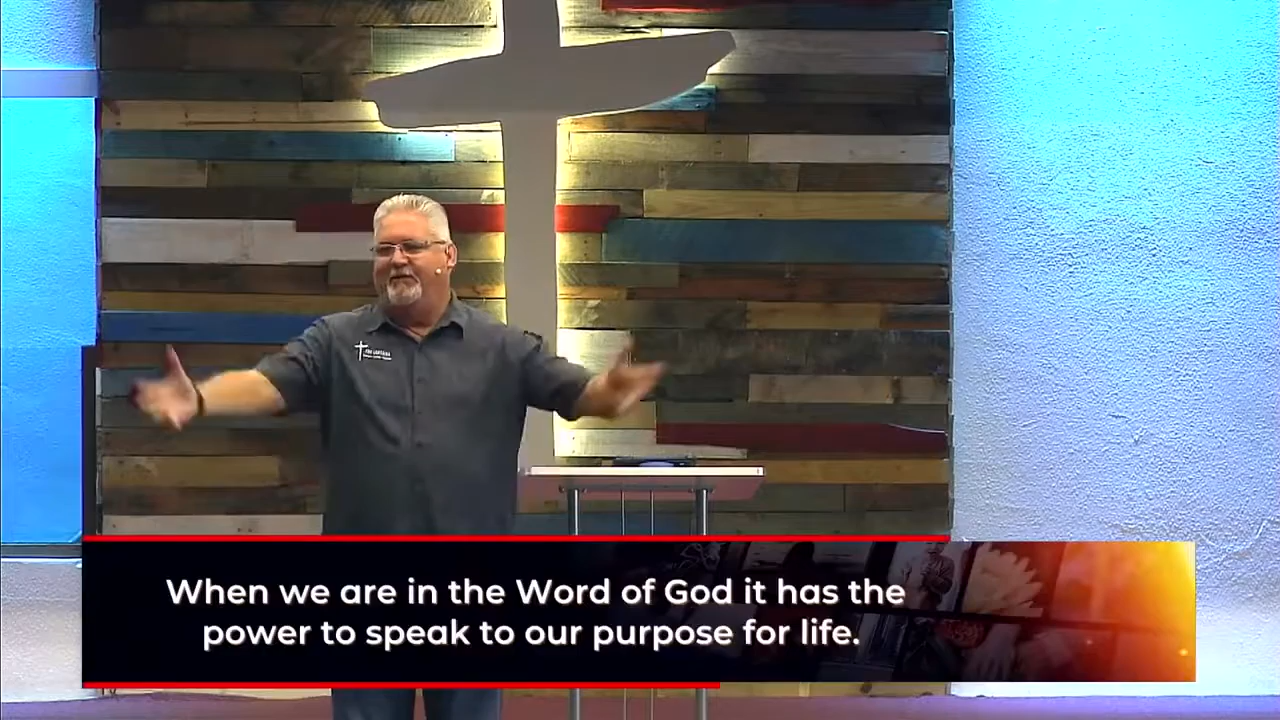 When we are in the Word of God it has the
power to speak to our purpose for life.